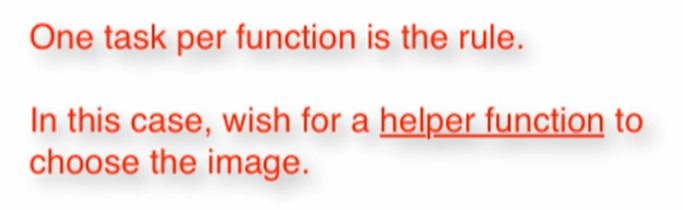 One task per function is the rule.
In this case, wish for a helper function to
choose the image.